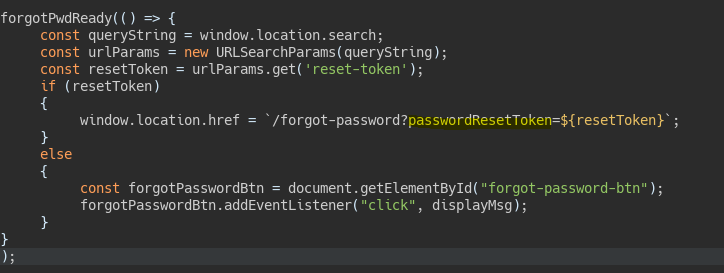 forgotPwdReady(() => {
const queryString = window.location.search;
const urlParams = new URLSearchParams(queryString);
const resetToken = urlParams.get('reset-token');
if (resetToken)
{
window.location.href = `/forgot-password?passwordResetToken=${resetToken}`;
}
else
{
const forgotPasswordBtn = document.getElementById("forgot-password-btn");
forgotPasswordBtn.addEventListener("click", displayMsg);
}
}
);